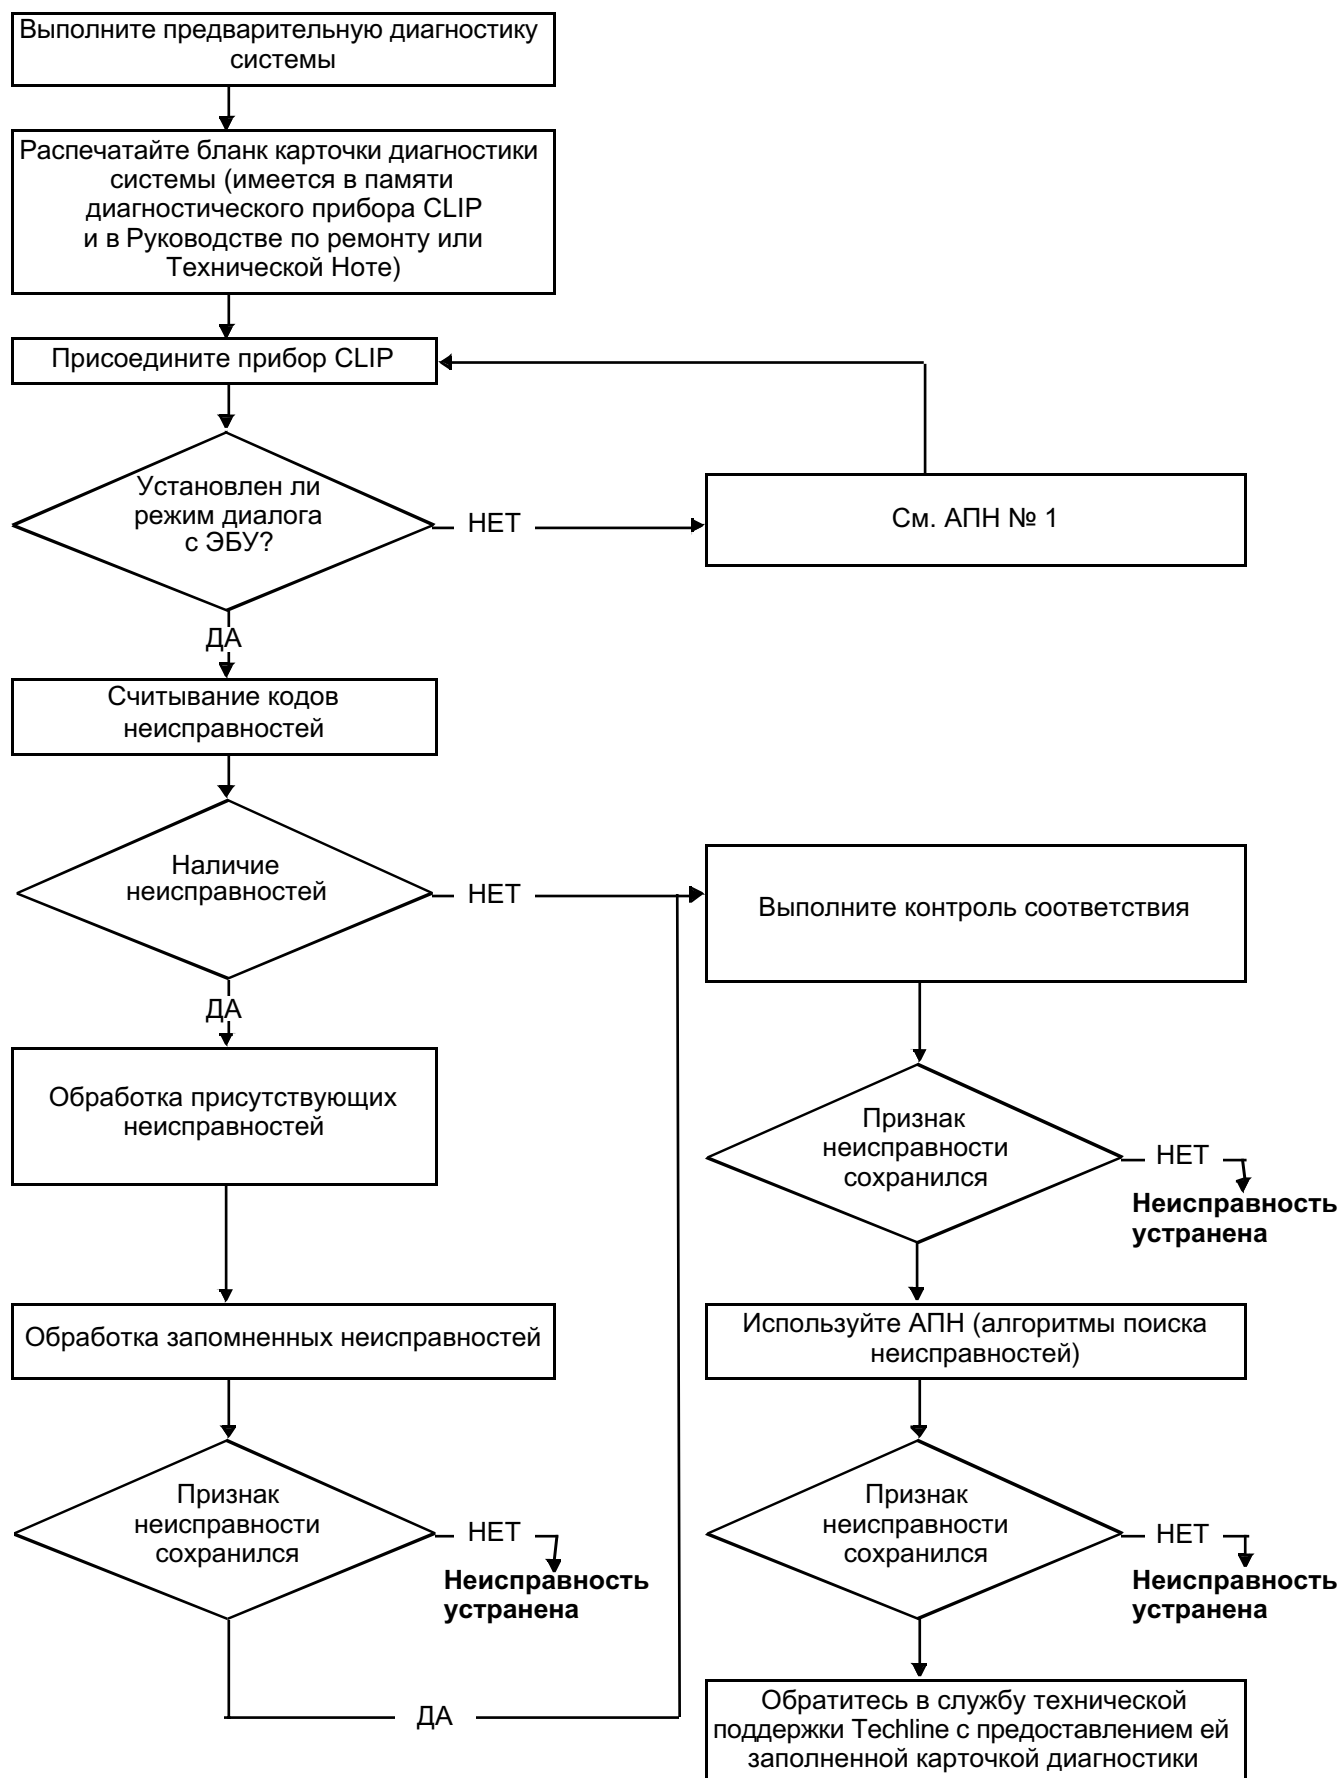 Выполните предварительную диагностику
системы
Распечатайте бланк карточки диагностики
системы (имеется в памяти
диагностического прибора CLIP
и в Руководстве по ремонту или
Технической Ноте)
Присоедините прибор CLIP
Установлен ли
режим диалога
с ЭБУ?
НЕТ
См. АПН № 1
ДА
Считывание кодов
неисправностей
Наличие
неисправностей
НЕТ
Выполните контроль соответствия
ДА
Обработка присутствующих
неисправностей
Признак
неисправности
сохранился
НЕТ
Неисправность
устранена
Обработка запомненных неисправностей
Используйте АПН (алгоритмы поиска
неисправностей)
Признак
неисправности
сохранился
НЕТ
Неисправность
устранена
Признак
неисправности
сохранился
НЕТ
Неисправность
устранена
ДА
Обратитесь в службу технической
поддержки Techline с предоставлением ей
заполненной карточкой диагностики